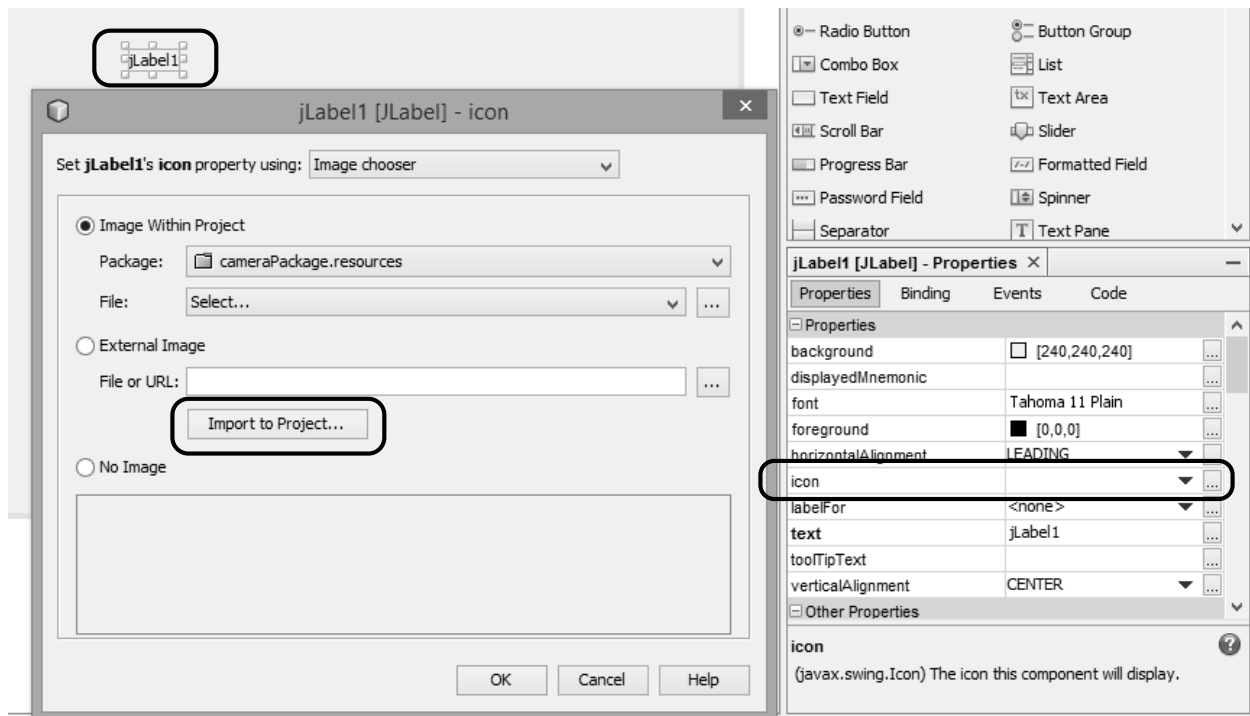 jLabel1
jLabel1 [JLabel] - icon
Set jLabel1's icon property using: Image chooser
Image Within Project
Package: cameraPackage.resources
File: Select... ...
External Image
File or URL: ...
Import to Project...
No Image
OK Cancel Help
Radio Button Button Group
Combo Box List
Text Field tx Text Area
Scroll Bar Slider
Progress Bar Formatted Field
Password Field Spinner
Separator T Text Pane
jLabel1 [JLabel] - Properties
Properties Binding Events Code
Properties
background [240,240,240] ...
displayedMnemonic ...
font Tahoma 11 Plain ...
foreground [0,0,0] ...
horizontalAlignment LEADING ...
icon ...
labelFor <none> ...
text jLabel1 ...
toolTipText ...
verticalAlignment CENTER ...
Other Properties
icon ?
(javax.swing.Icon) The icon this component will display.